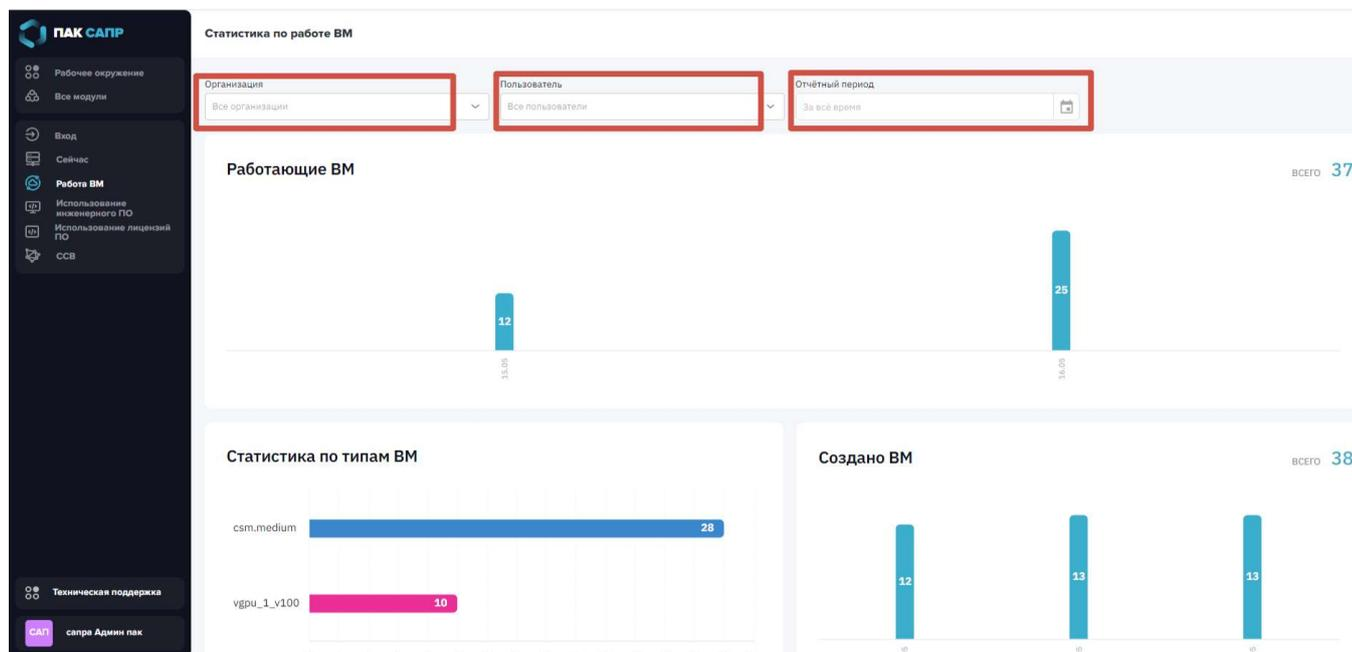 ПАК САПР
Рабочее окружение
Все модули
Вход
Сейчас
Работа ВМ
Использование
инженерного ПО
Использование лицензий
ПО
ССВ
Техническая поддержка
САП
сапра Админ пак
Статистика по работе ВМ
Организация
Все организации
Пользователь
Все пользователи
Отчётный период
За всё время
Работающие ВМ
ВСЕГО 37
12
25
15.05
16.05
Статистика по типам ВМ
csm.medium
28
vgpu_1_v100
10
Создано ВМ
ВСЕГО 38
12
13
13